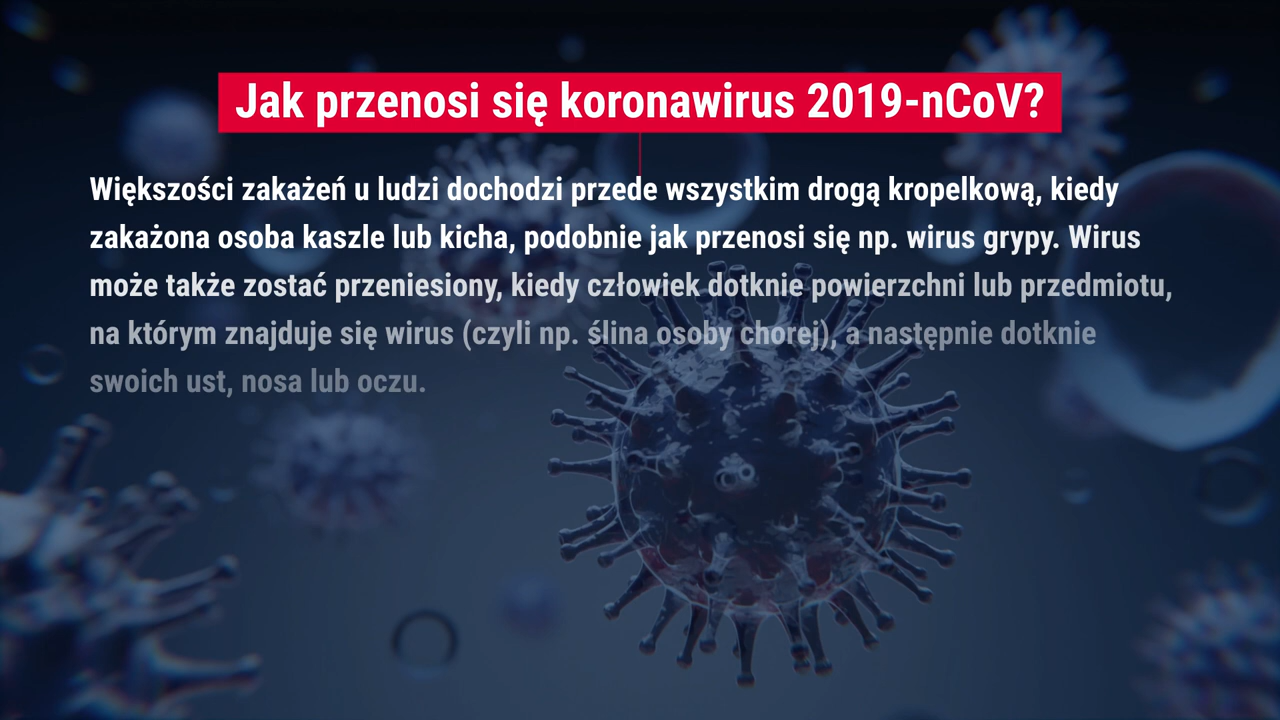 Jak przenosi się koronawirus 2019-nCoV?
Większości zakażeń u ludzi dochodzi przede wszystkim drogą kropelkową, kiedy
zakażona osoba kaszle lub kicha, podobnie jak przenosi się np. wirus grypy. Wirus
może także zostać przeniesiony, kiedy człowiek dotknie powierzchni lub przedmiotu,
na którym znajduje się wirus (czyli np. ślina osoby chorej), a następnie dotknie
swoich ust, nosa lub oczu.